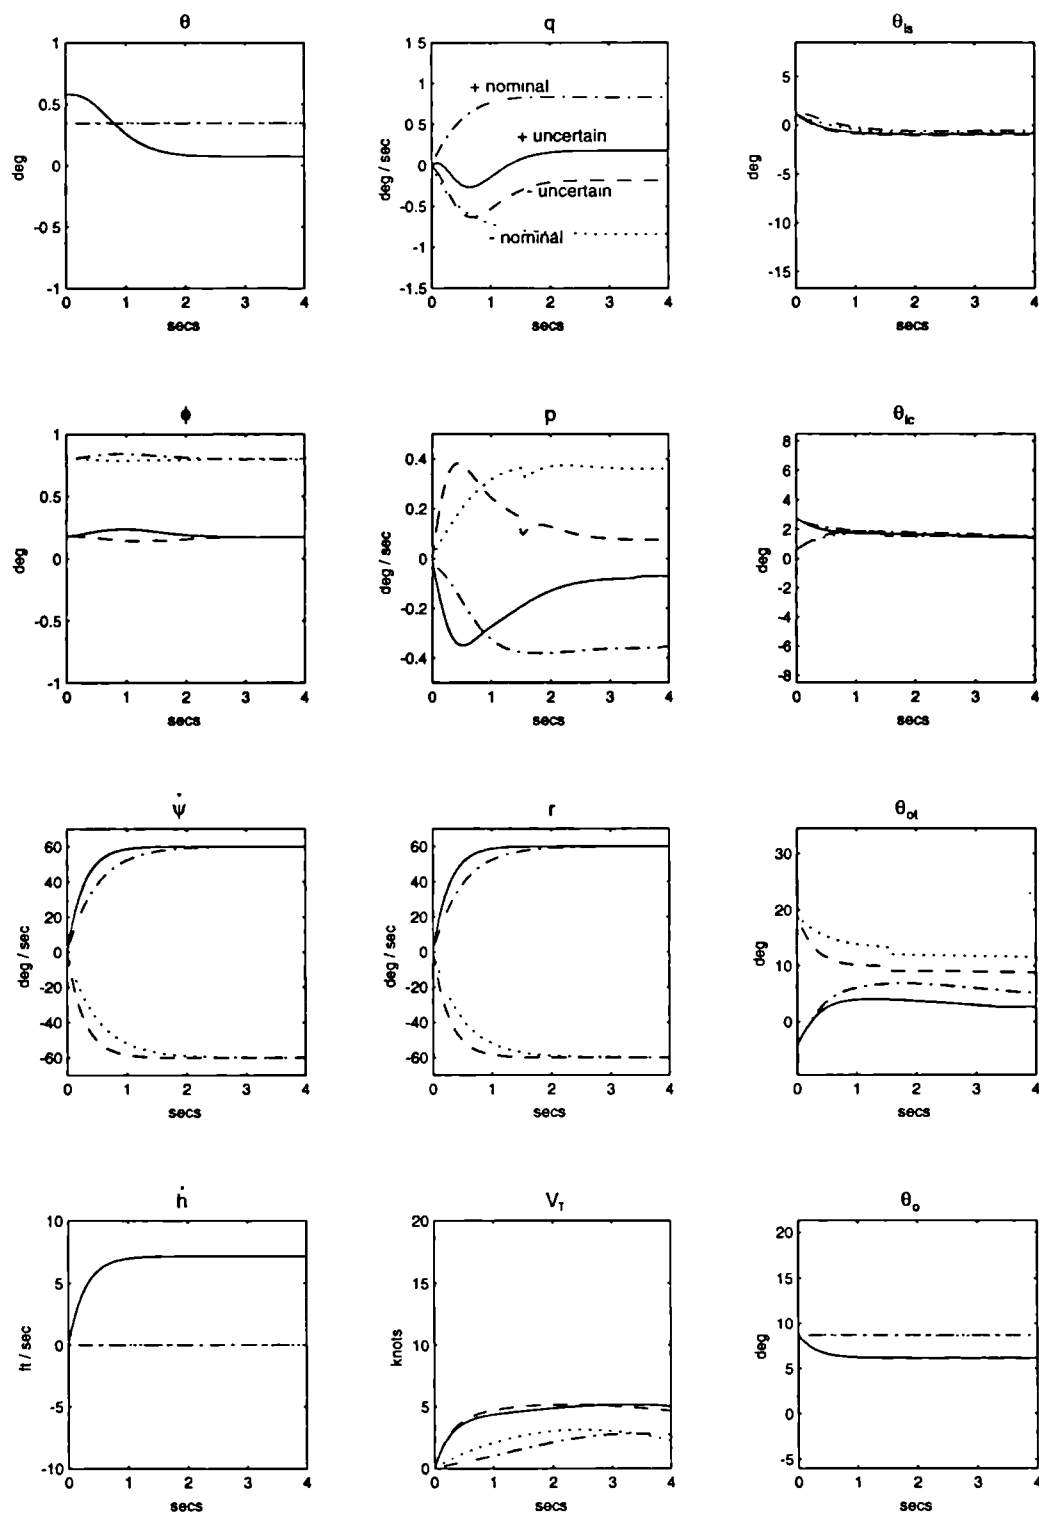 θ q θ_ls
1 1.5 5
0.5 1 0
0 0.5 -5
-0.5 0 -10
-1 -0.5 -15
-1
-1.5
deg deg / sec deg
+ nominal
+ uncertain
- uncertain
- nominal
0 1 2 3 4 0 1 2 3 4 0 1 2 3 4
secs secs secs
ϕ p θ_lc
1 0.4 8
0.5 0.2 6
0 0 4
-0.5 -0.2 2
-1 -0.4 0
-2
-4
-6
-8
deg deg / sec deg
0 1 2 3 4 0 1 2 3 4 0 1 2 3 4
secs secs secs
ψ̇ r θ_ot
60 60 30
40 40 20
20 20 10
0 0 0
-20 -20
-40 -40
-60 -60
deg / sec deg / sec deg
0 1 2 3 4 0 1 2 3 4 0 1 2 3 4
secs secs secs
ḣ V_T θ_o
10 20 20
5 15 15
0 10 10
-5 5 5
-10 0 0
-5
ft / sec knots deg
0 1 2 3 4 0 1 2 3 4 0 1 2 3 4
secs secs secs